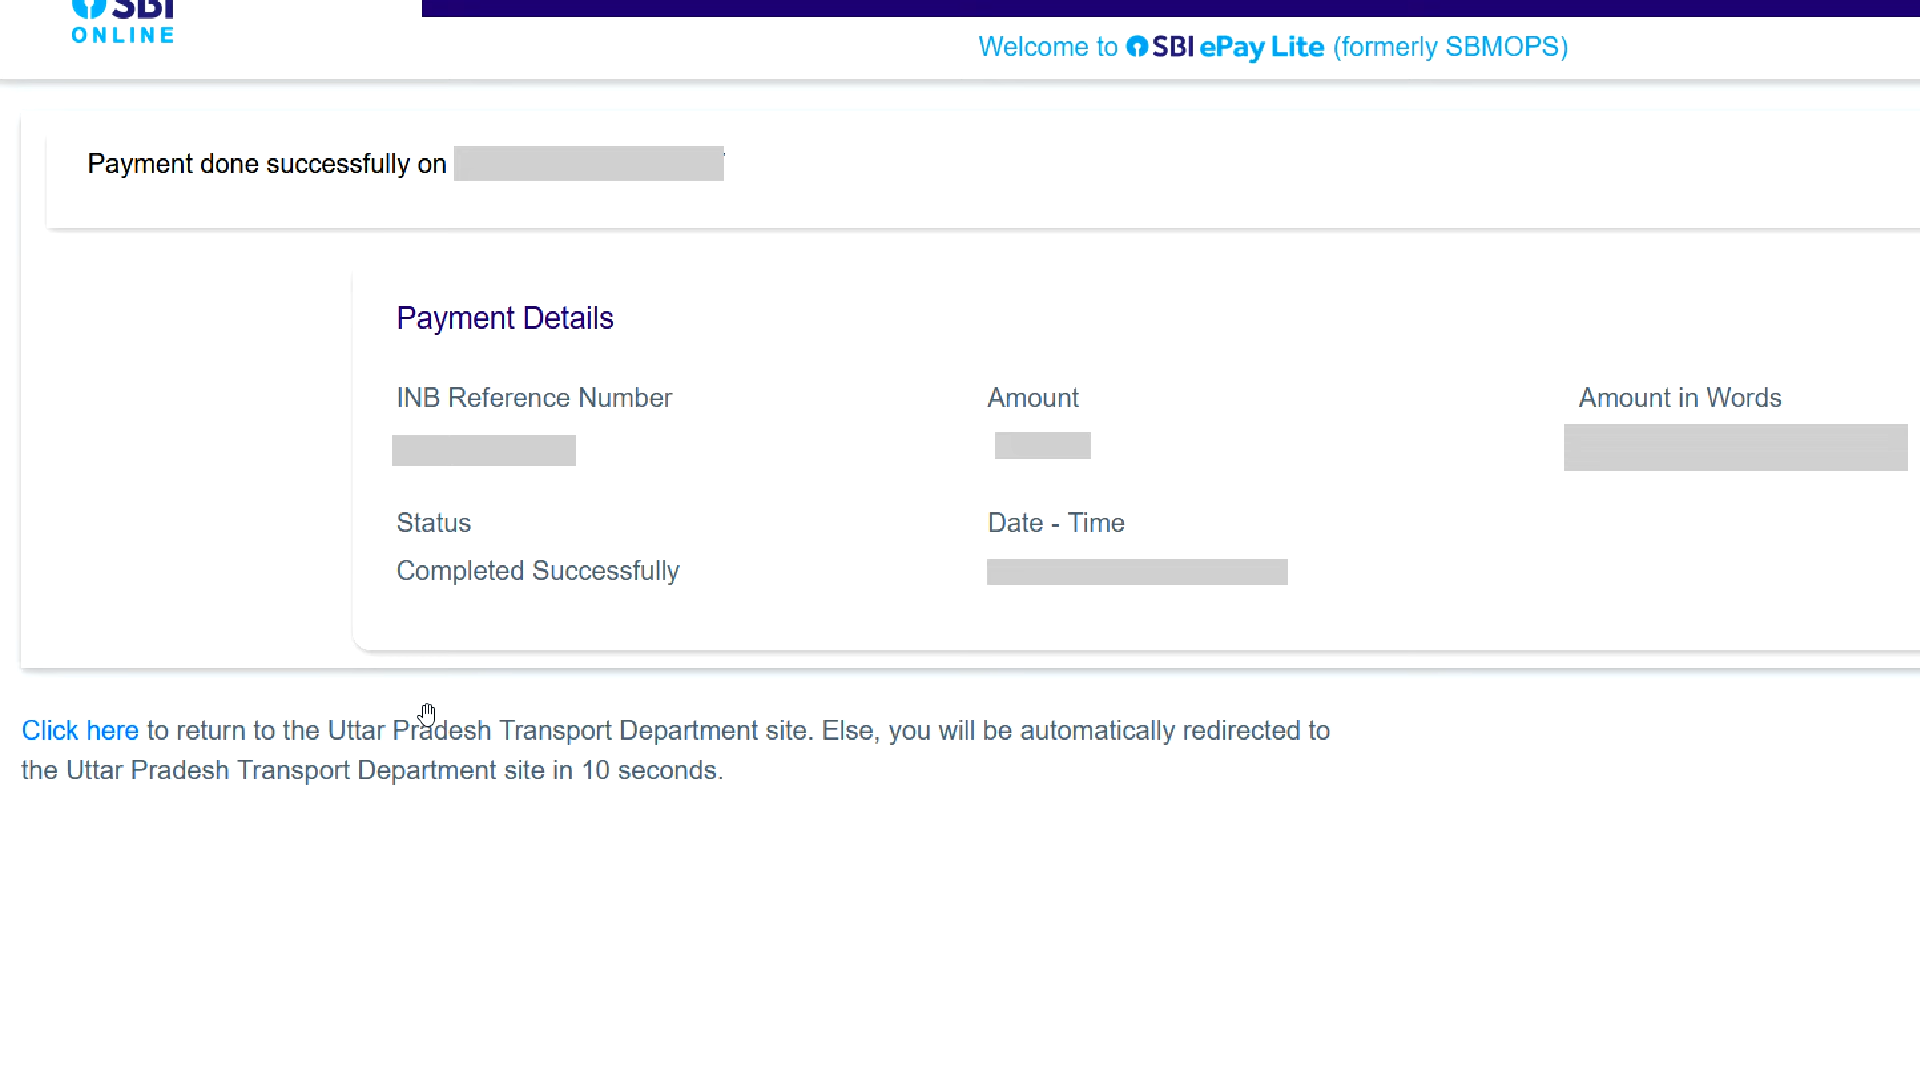 SBI
ONLINE
Welcome to SBI ePay Lite (formerly SBMOPS)
Payment done successfully on
Payment Details
INB Reference Number
Amount
Amount in Words
Status
Date - Time
Completed Successfully
Click here to return to the Uttar Pradesh Transport Department site. Else, you will be automatically redirected to
the Uttar Pradesh Transport Department site in 10 seconds.